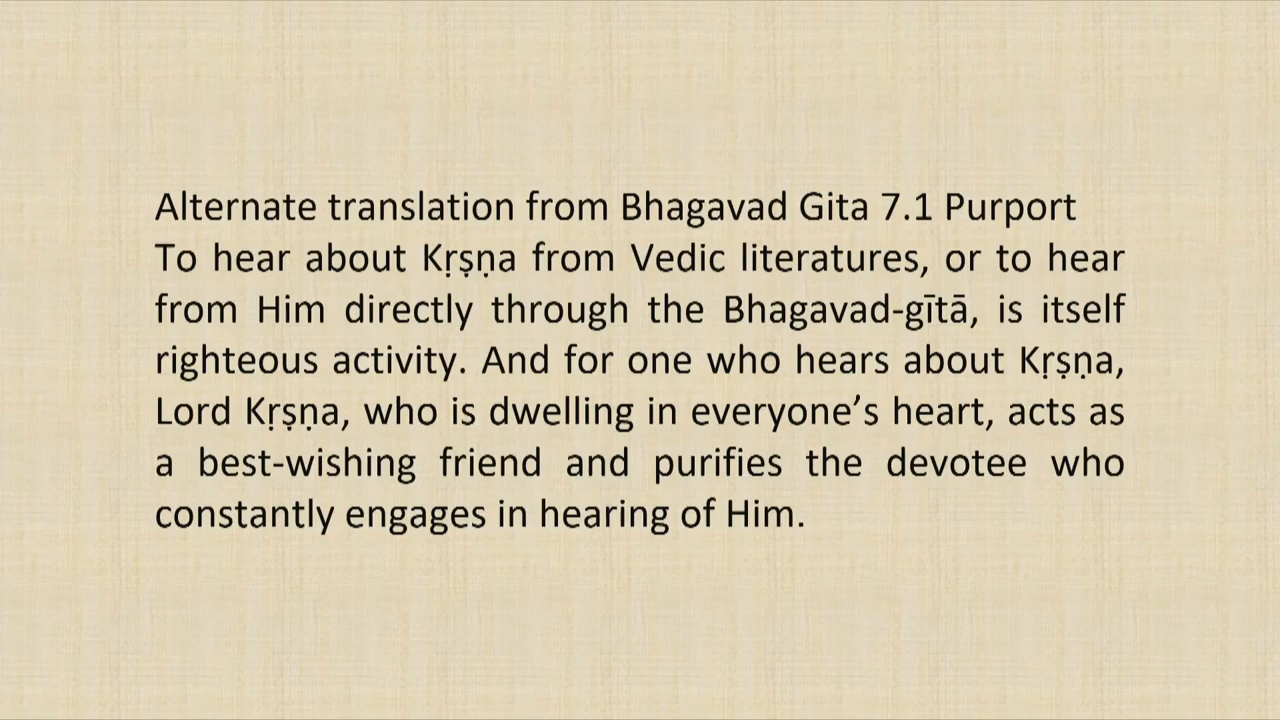 Alternate translation from Bhagavad Gita 7.1 Purport
To hear about Kṛṣṇa from Vedic literatures, or to hear
from Him directly through the Bhagavad-gītā, is itself
righteous activity. And for one who hears about Kṛṣṇa,
Lord Kṛṣṇa, who is dwelling in everyone’s heart, acts as
a best-wishing friend and purifies the devotee who
constantly engages in hearing of Him.